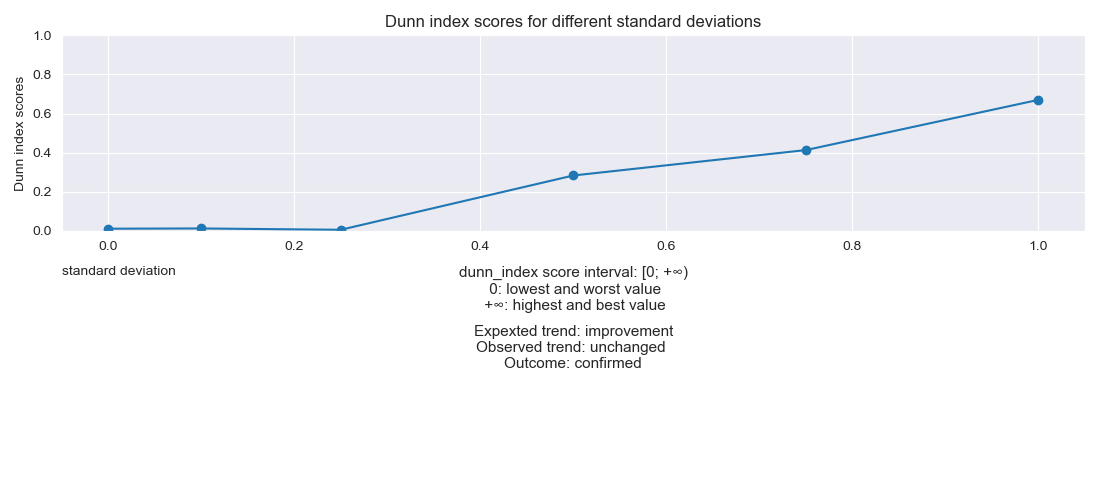 Dunn index scores for different standard deviations
1.0
0.8
0.6
0.4
0.2
0.0
Dunn index scores
0.0 0.2 0.4 0.6 0.8 1.0
standard deviation
dunn_index score interval: [0; +∞)
0: lowest and worst value
+∞: highest and best value
Expexted trend: improvement
Observed trend: unchanged
Outcome: confirmed